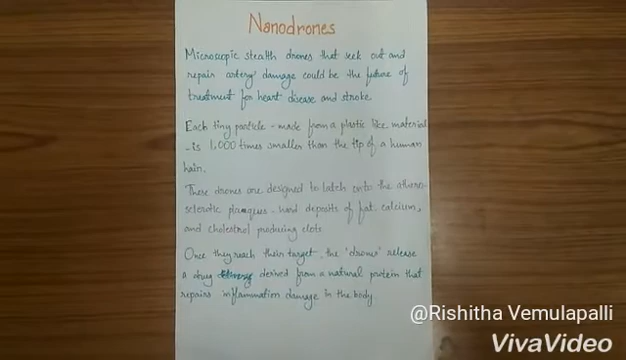 Nanodrones
Microscopic stealth drones that seek out and
repair artery damage could be the future of
treatment for heart disease and stroke
Each tiny particle - made from a plastic like material
- is 1,000 times smaller than the tip of a human
hair.
These drones are designed to latch onto the athero-
sclerotic plaques - hard deposits of fat, calcium,
and cholestrol producing clots
Once they reach their target, the 'drones' release
a drug derived from a natural protein that
repairs inflammation damage in the body.
@Rishitha Vemulapalli
VivaVideo